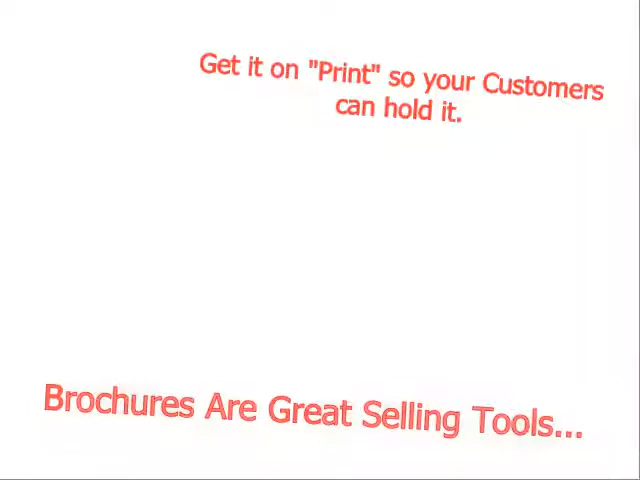 Get it on "Print" so your Customers
can hold it.
Brochures Are Great Selling Tools...